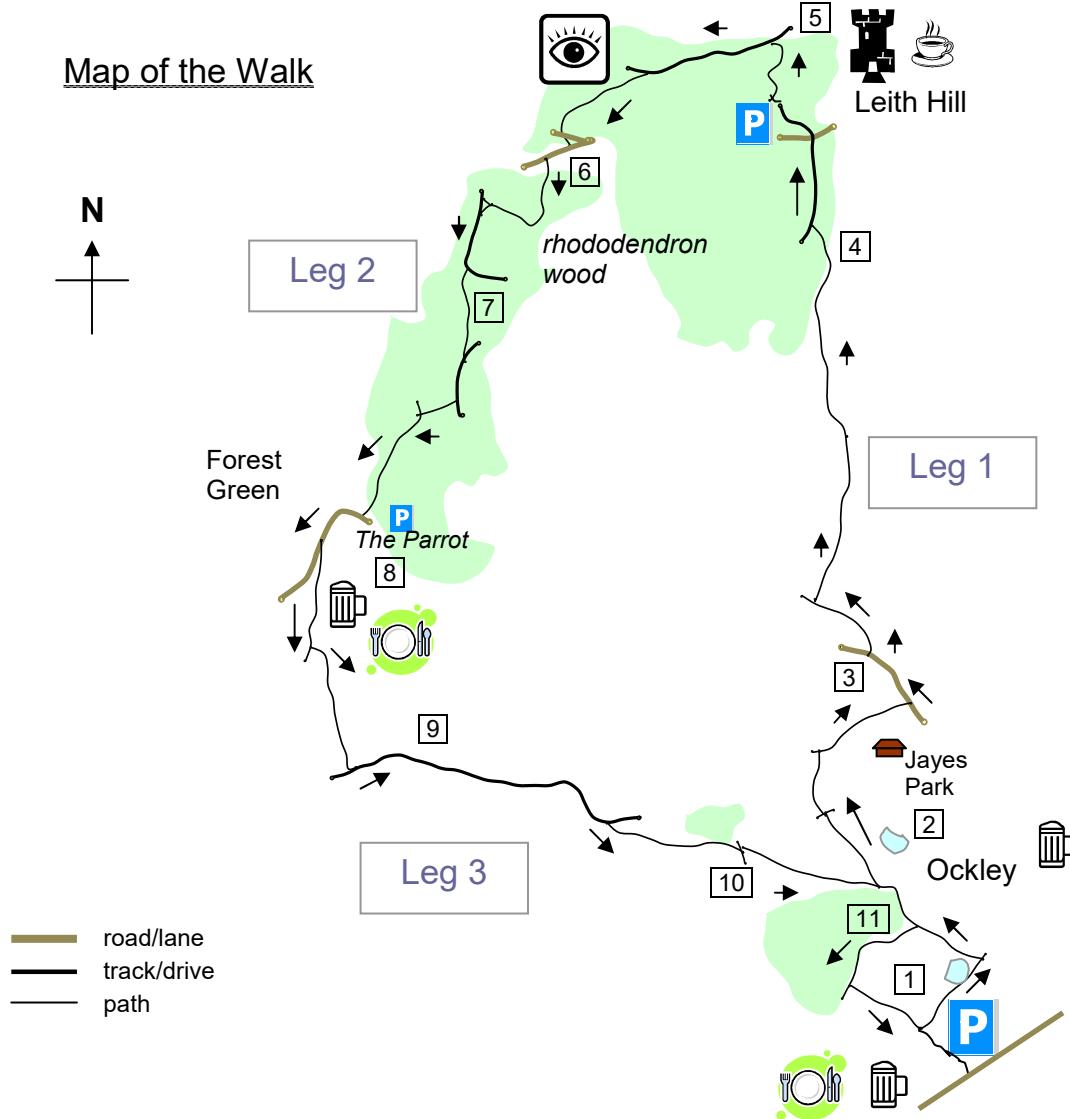 Map of the Walk
5
Leith Hill
P
6
N
4
rhododendron
wood
Leg 2
7
Leg 1
Forest
Green
P
The Parrot
8
3
9
Jayes
Park
2
Ockley
Leg 3
10
11
road/lane
track/drive
path
1
P